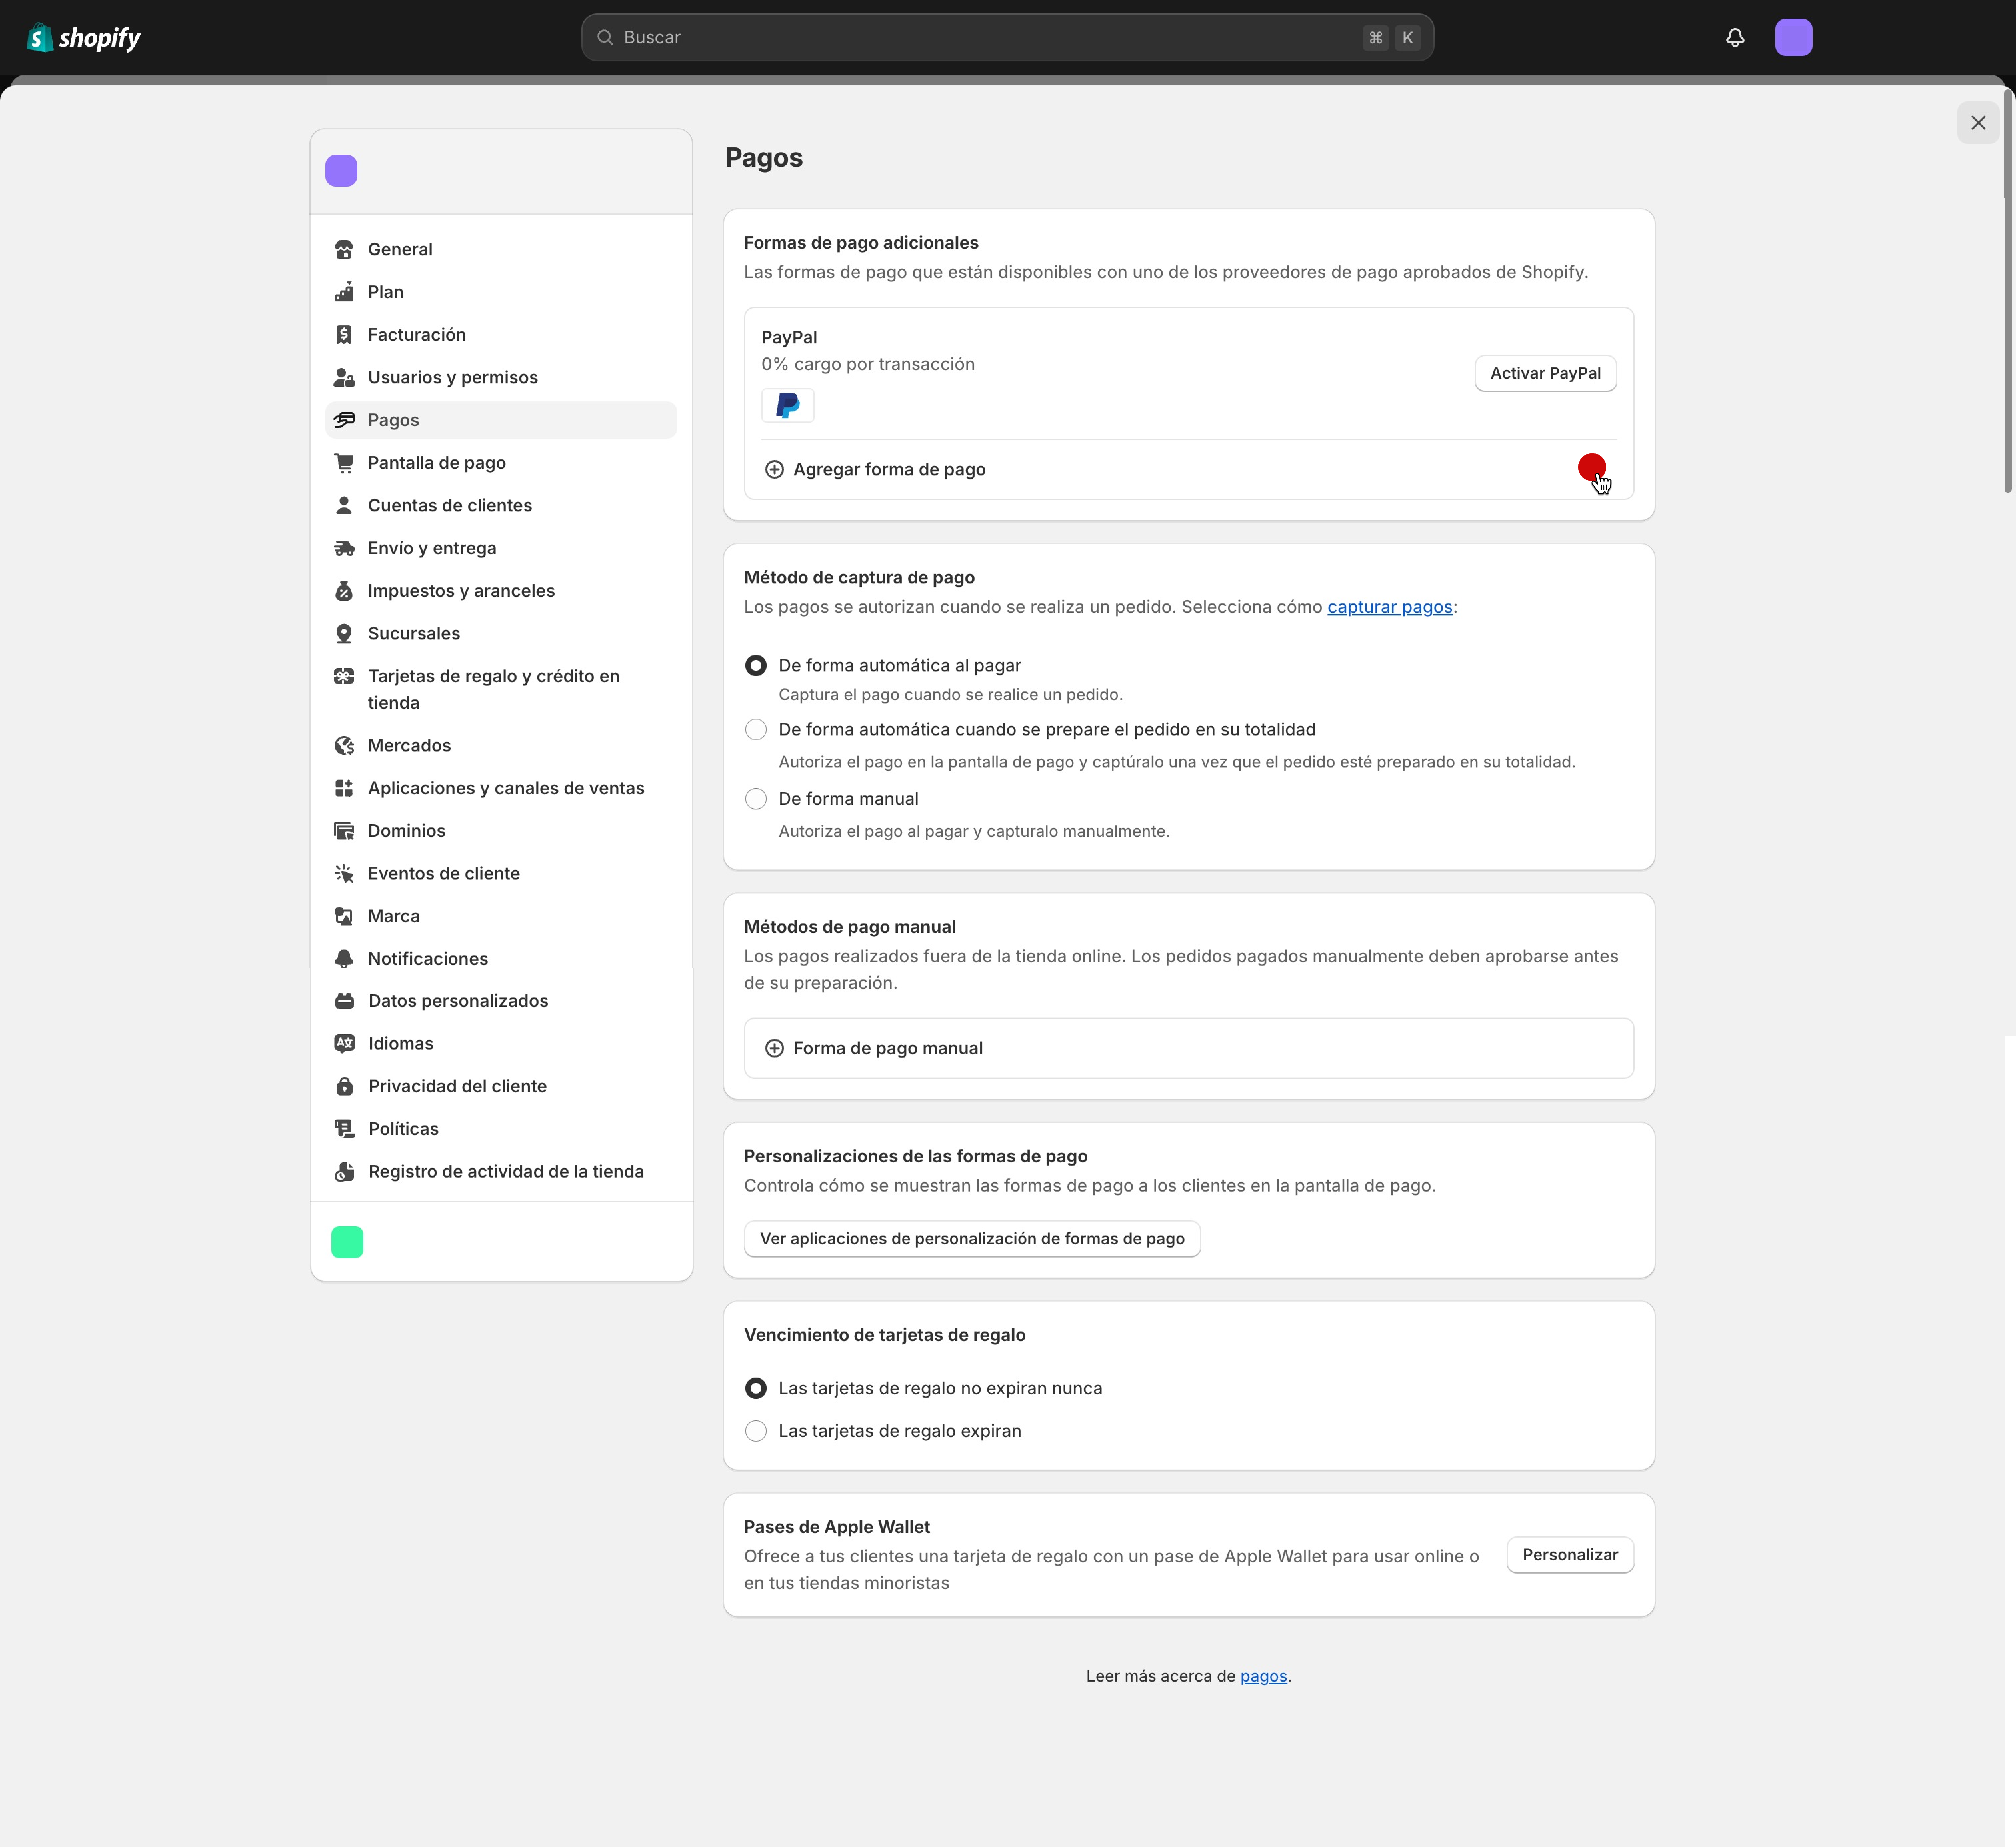 shopify
Buscar
⌘ K
Pagos
General
Plan
Facturación
Usuarios y permisos
Pagos
Pantalla de pago
Cuentas de clientes
Envío y entrega
Impuestos y aranceles
Sucursales
Tarjetas de regalo y crédito en
tienda
Mercados
Aplicaciones y canales de ventas
Dominios
Eventos de cliente
Marca
Notificaciones
Datos personalizados
Idiomas
Privacidad del cliente
Políticas
Registro de actividad de la tienda
Formas de pago adicionales
Las formas de pago que están disponibles con uno de los proveedores de pago aprobados de Shopify.
PayPal
0% cargo por transacción
Activar PayPal
Agregar forma de pago
Método de captura de pago
Los pagos se autorizan cuando se realiza un pedido. Selecciona cómo capturar pagos:
De forma automática al pagar
Captura el pago cuando se realice un pedido.
De forma automática cuando se prepare el pedido en su totalidad
Autoriza el pago en la pantalla de pago y captúralo una vez que el pedido esté preparado en su totalidad.
De forma manual
Autoriza el pago al pagar y capturalo manualmente.
Métodos de pago manual
Los pagos realizados fuera de la tienda online. Los pedidos pagados manualmente deben aprobarse antes
de su preparación.
Forma de pago manual
Personalizaciones de las formas de pago
Controla cómo se muestran las formas de pago a los clientes en la pantalla de pago.
Ver aplicaciones de personalización de formas de pago
Vencimiento de tarjetas de regalo
Las tarjetas de regalo no expiran nunca
Las tarjetas de regalo expiran
Pases de Apple Wallet
Ofrece a tus clientes una tarjeta de regalo con un pase de Apple Wallet para usar online o
en tus tiendas minoristas
Personalizar
Leer más acerca de pagos.